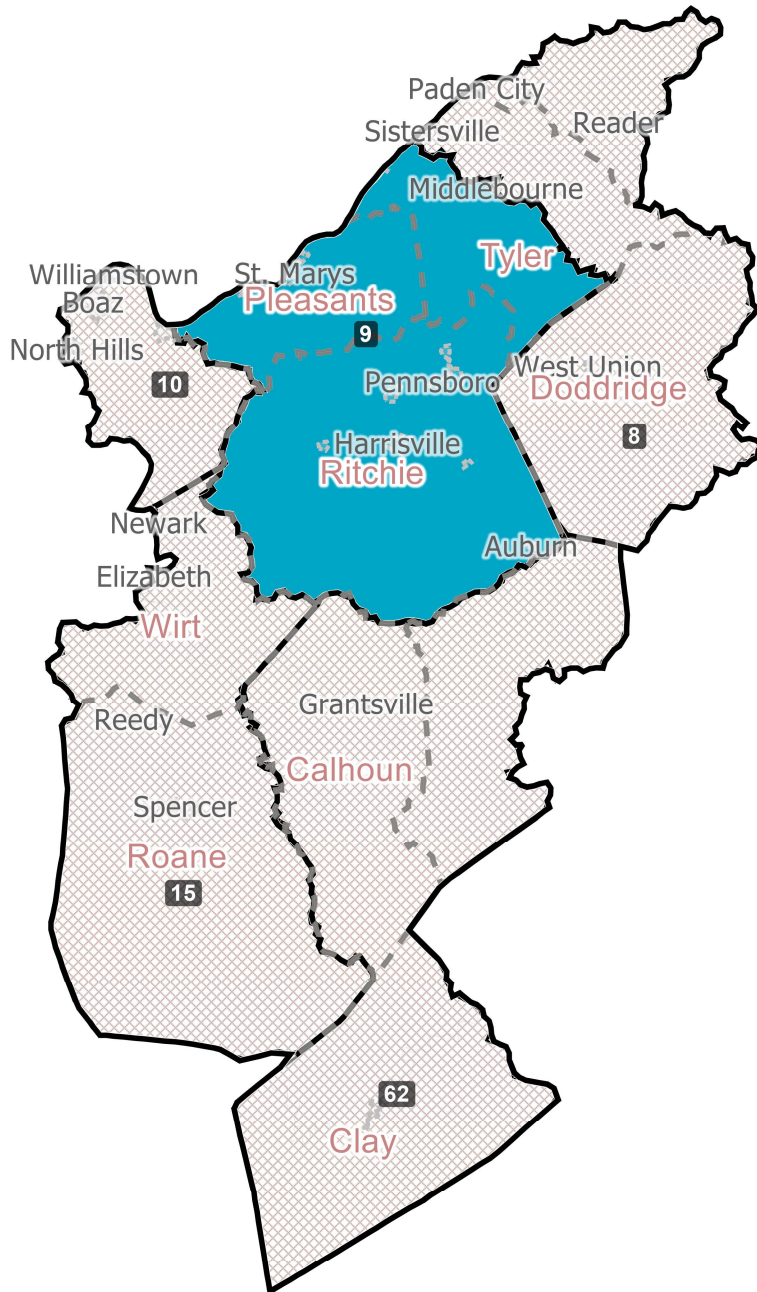 Paden City
Reader
Sistersville
Middlebourne
Tyler
Williamstown
St. Marys
Boaz
Pleasants
9
North Hills
West Union
10
Pennsboro
Doddridge
8
Harrisville
Ritchie
Newark
Auburn
Elizabeth
Wirt
Grantsville
Reedy
Calhoun
Spencer
Roane
15
62
Clay